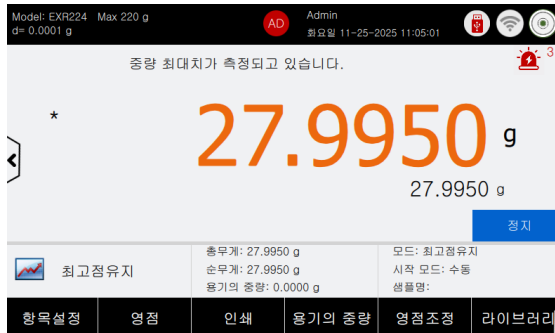 Model: EXR224 Max 220 g
d= 0.0001 g
AD
Admin
화요일 11-25-2025 11:05:01
중량 최대치가 측정되고 있습니다.
3
* 27.9950 g
27.9950 g
정지
최고점유지
총무게: 27.9950 g
순무게: 27.9950 g
용기의 중량: 0.0000 g
모드: 최고점유지
시작 모드: 수동
샘플명:
항목설정 영점 인쇄 용기의 중량 영점조정 라이브러리